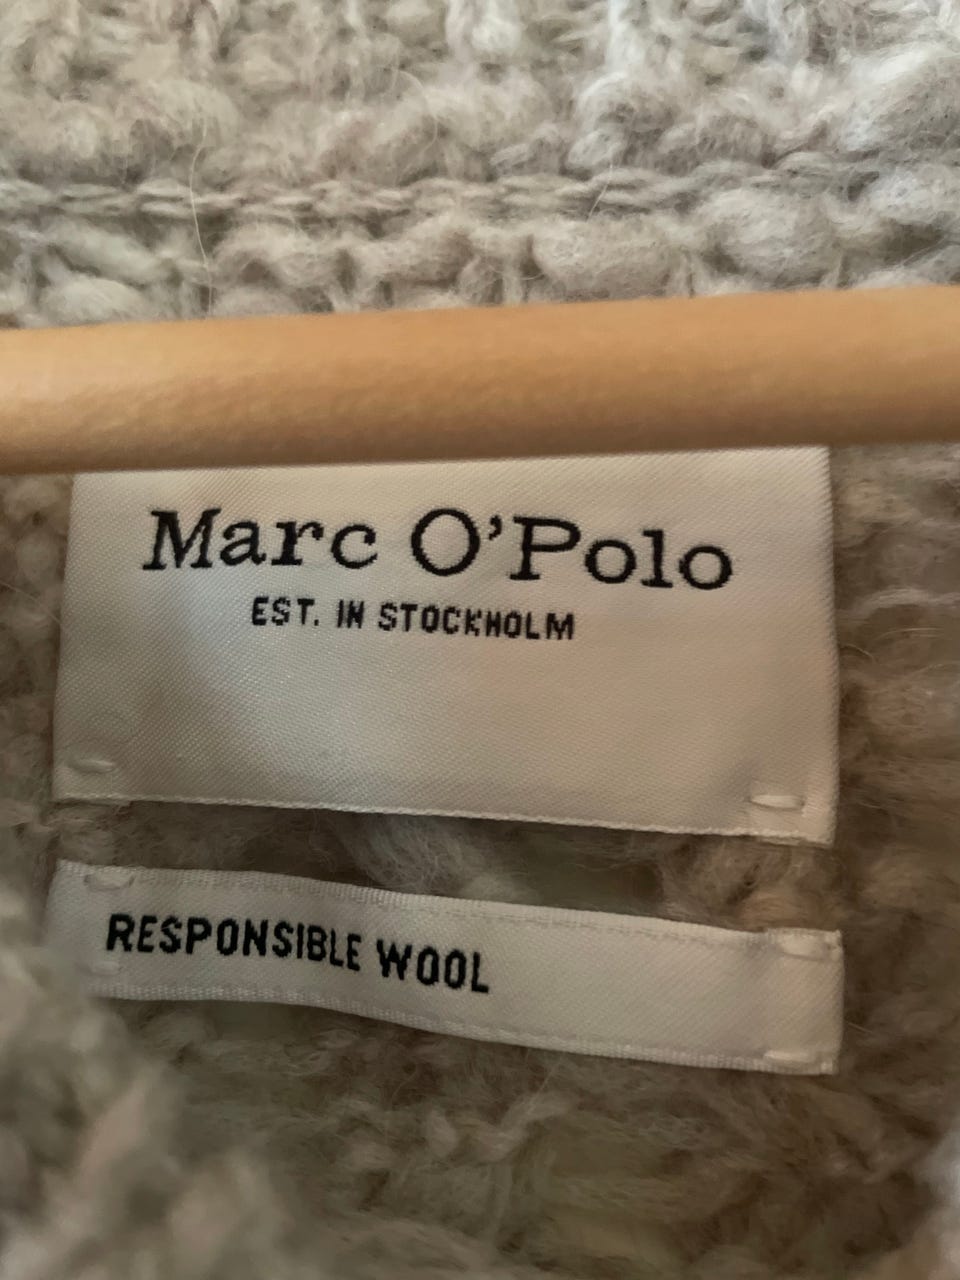 Marc O'Polo
EST. IN STOCKHOLM
RESPONSIBLE WOOL